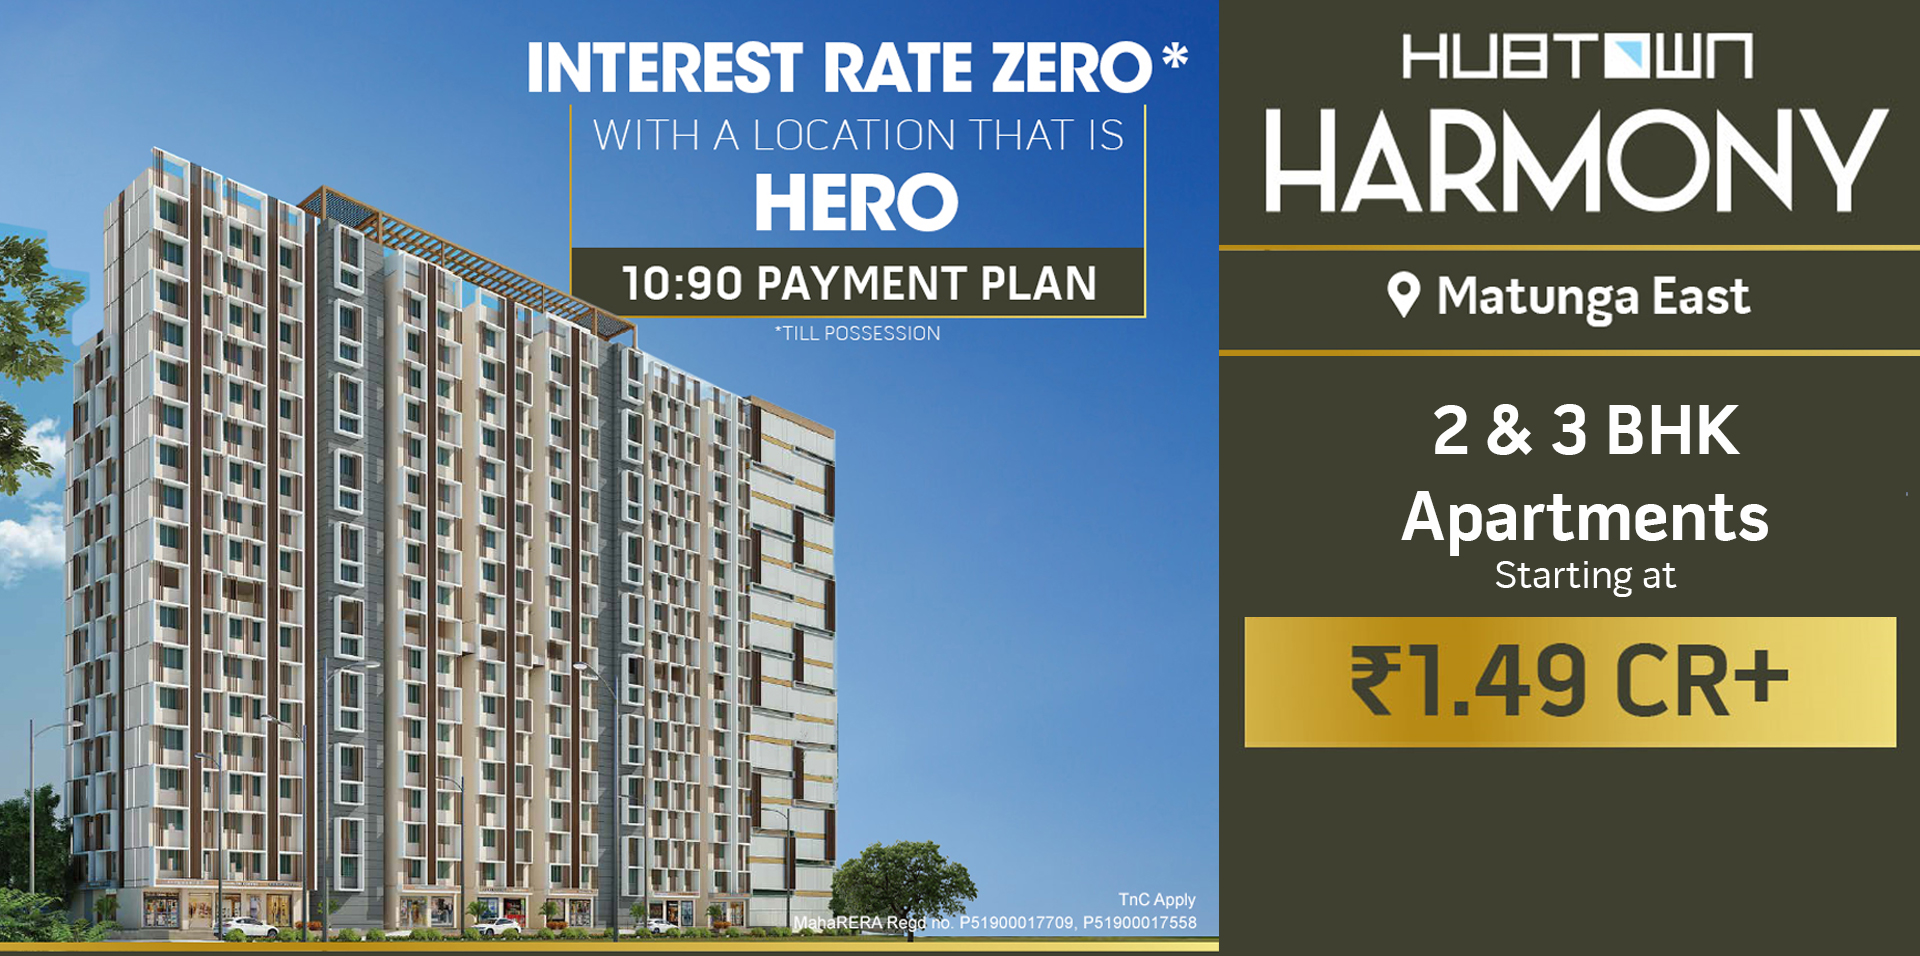 INTEREST RATE ZERO*
WITH A LOCATION THAT IS
HERO
10:90 PAYMENT PLAN
*TILL POSSESSION
TnC Apply
MahaRERA Regd no. P51900017709, P51900017558
HUBTOWN
HARMONY
Matunga East
2 & 3 BHK
Apartments
Starting at
₹1.49 CR+